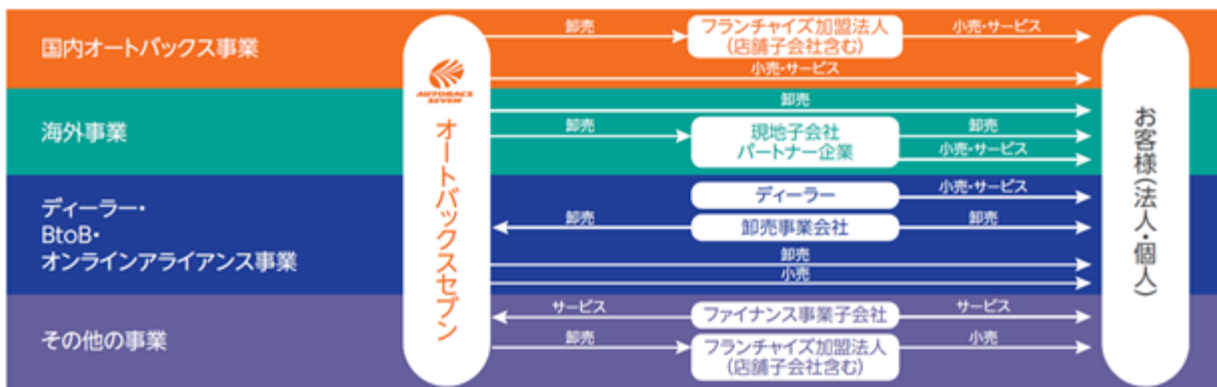 国内オートバックス事業
卸売
フランチャイズ加盟法人
(店舗子会社含む)
小売・サービス
小売・サービス
海外事業
卸売
卸売
現地子会社
パートナー企業
卸売
小売・サービス
ディーラー・
BtoB・
オンラインアライアンス事業
ディーラー
小売・サービス
卸売
卸売事業会社
卸売
卸売
小売
その他の事業
サービス
ファイナンス事業子会社
サービス
卸売
フランチャイズ加盟法人
(店舗子会社含む)
小売
AUTOBACS
SEVEN
オートバックスセブン
お客様(法人・個人)